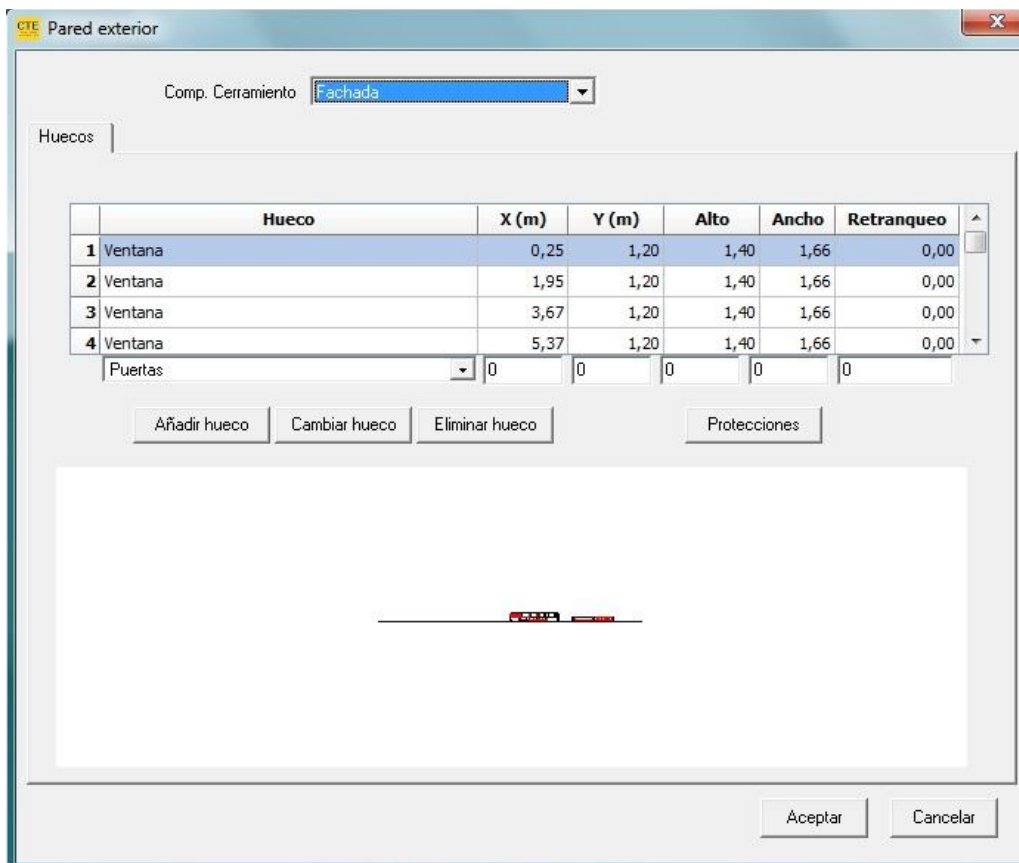 CTE Pared exterior
Comp. Cerramiento Fachada
Huecos
Hueco X (m) Y (m) Alto Ancho Retranqueo
1 Ventana 0,25 1,20 1,40 1,66 0,00
2 Ventana 1,95 1,20 1,40 1,66 0,00
3 Ventana 3,67 1,20 1,40 1,66 0,00
4 Ventana 5,37 1,20 1,40 1,66 0,00
Puertas 0 0 0 0 0
Añadir hueco Cambiar hueco Eliminar hueco Protecciones
Aceptar Cancelar